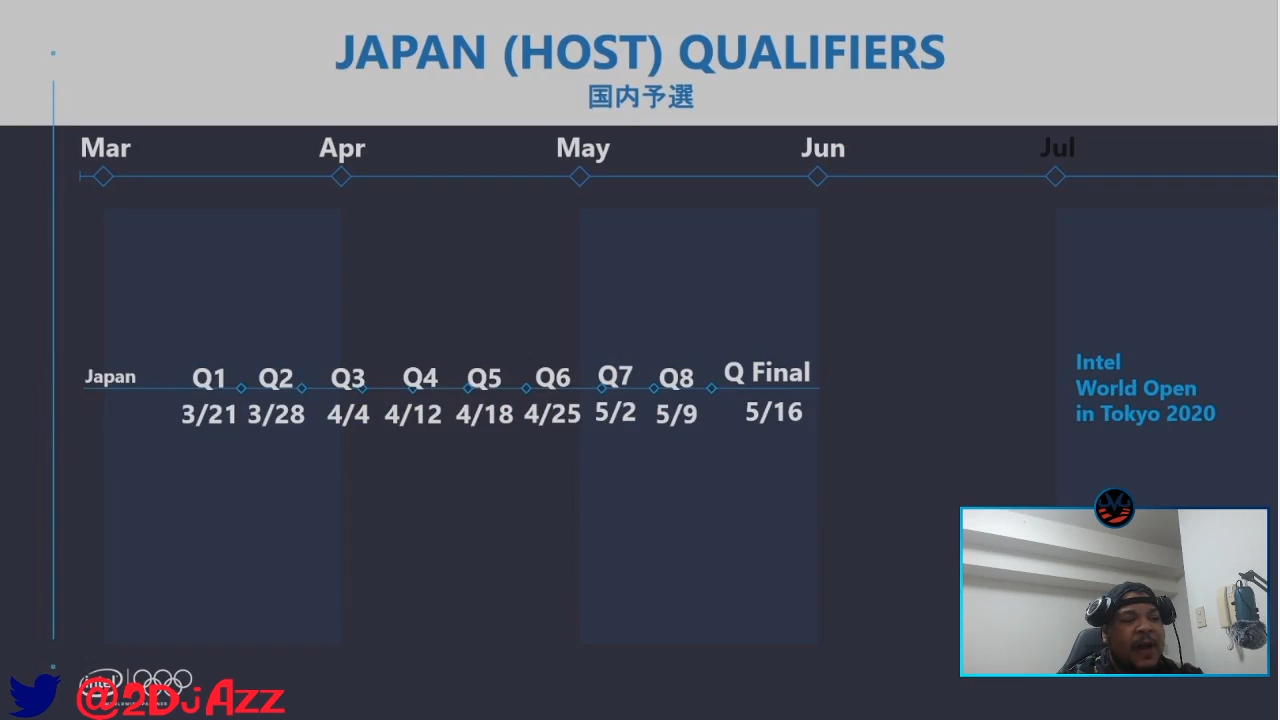 JAPAN (HOST) QUALIFIERS
国内予選
Mar Apr May Jun Jul
Japan Q1 Q2 Q3 Q4 Q5 Q6 Q7 Q8 Q Final
3/21 3/28 4/4 4/12 4/18 4/25 5/2 5/9 5/16
Intel
World Open
in Tokyo 2020
intel
@2DjAzz